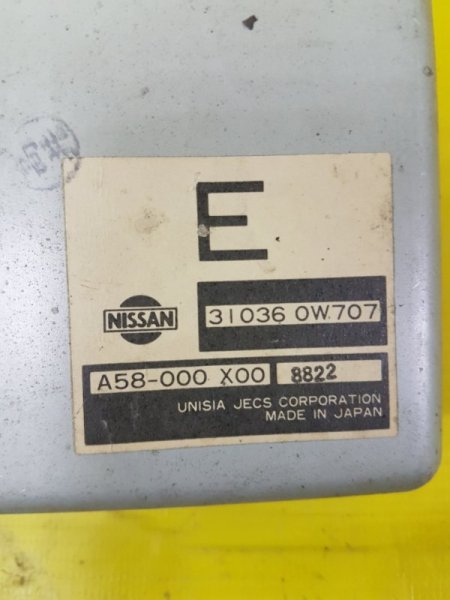 E
NISSAN
31036 0W707
A58-000 X00 8822
UNISIA JECS CORPORATION
MADE IN JAPAN